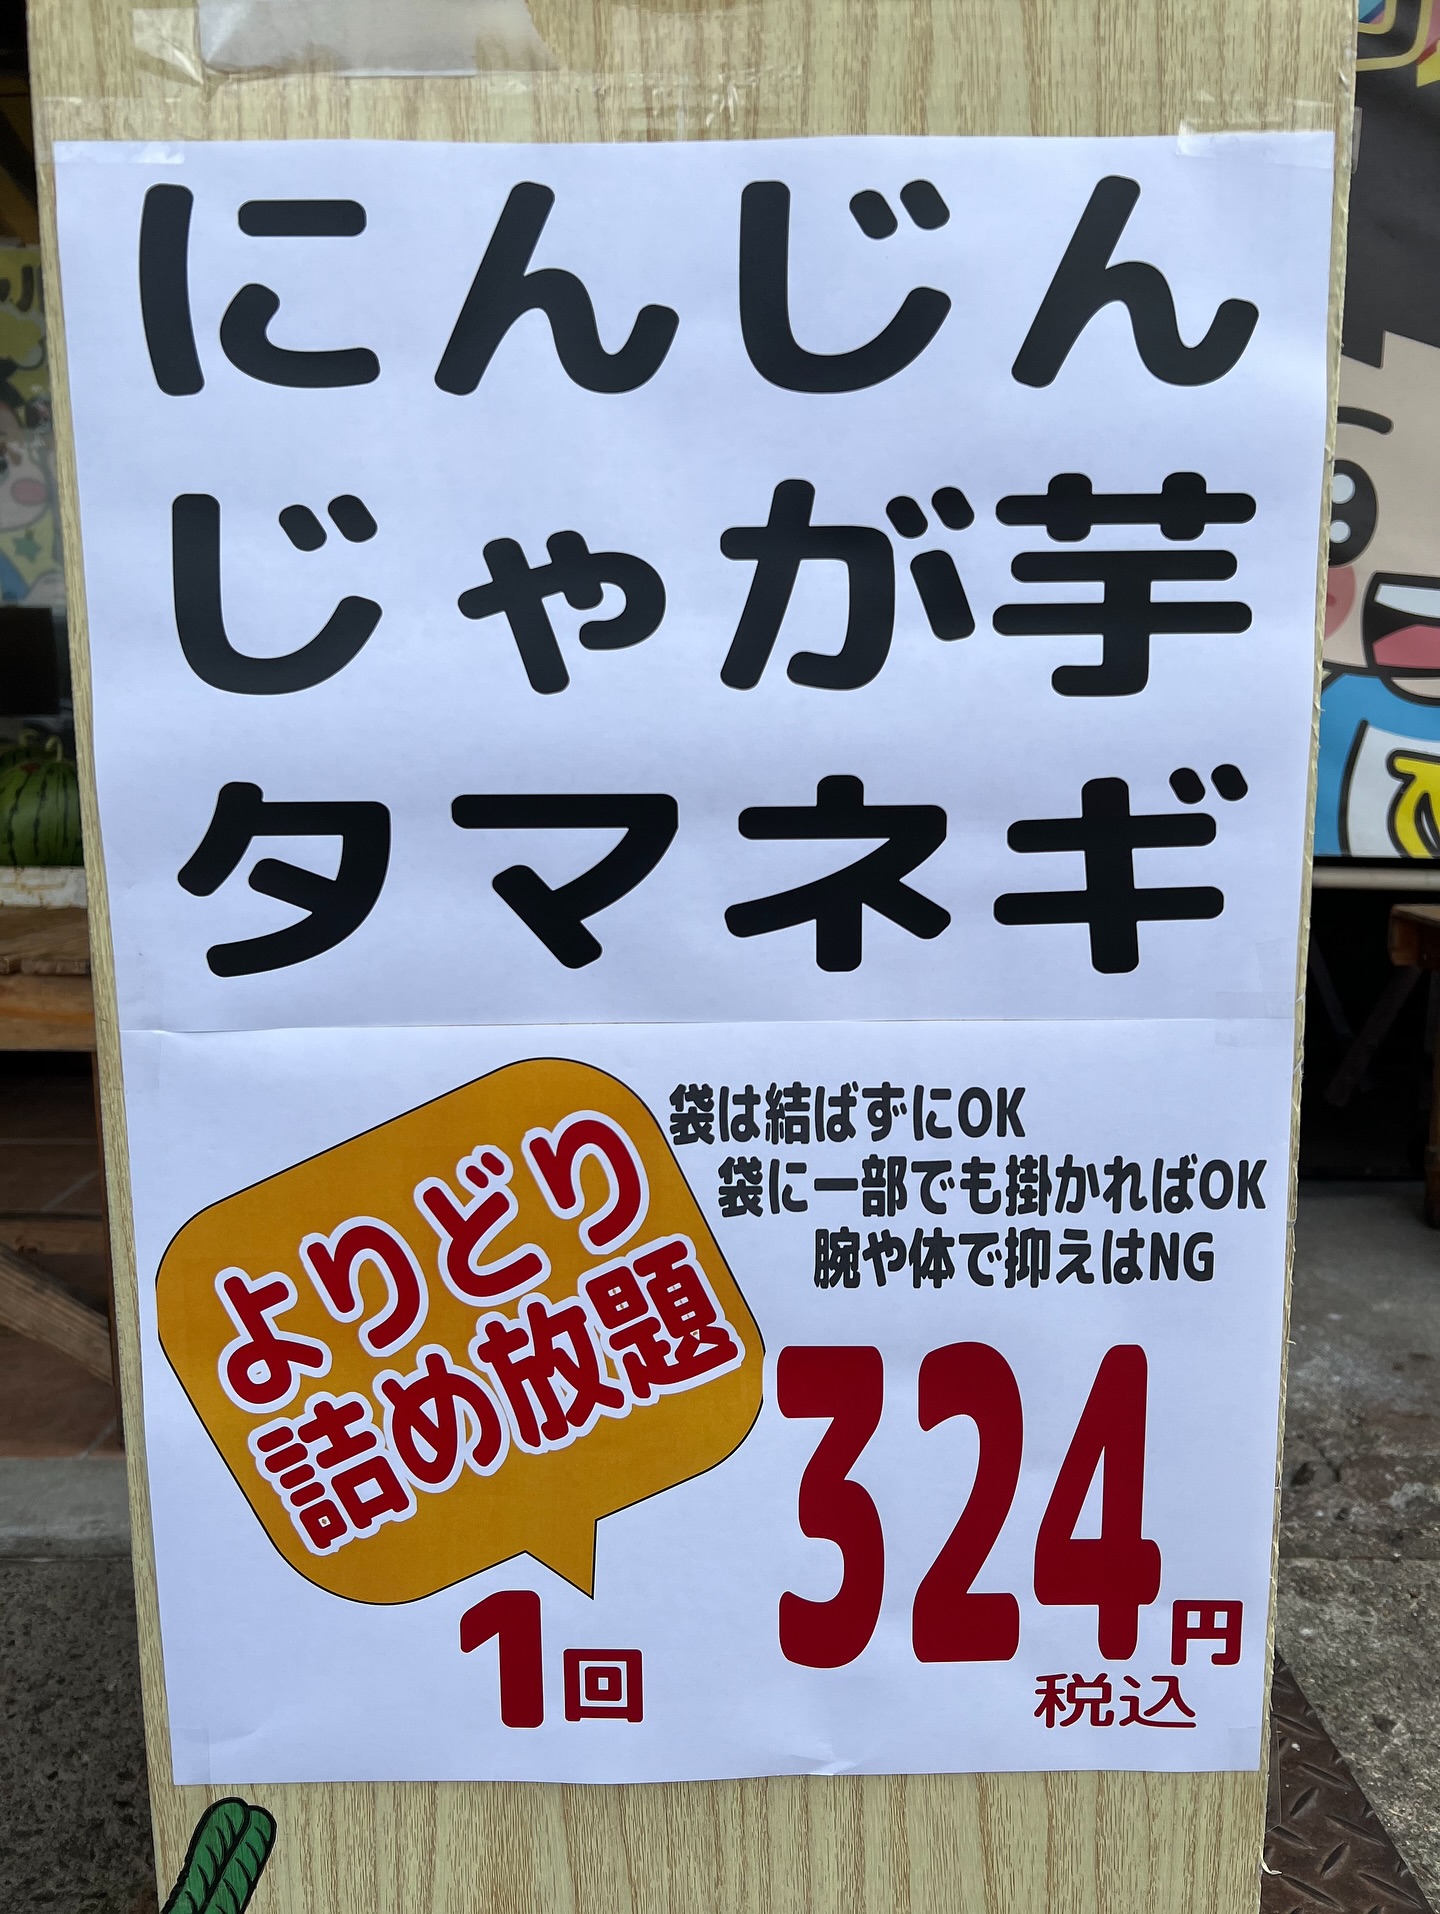 にんじん
じゃが芋
タマネギ
よりどり
詰め放題
袋は結ばずにOK
袋に一部でも掛かればOK
腕や体で抑えはNG
1回
324円
税込